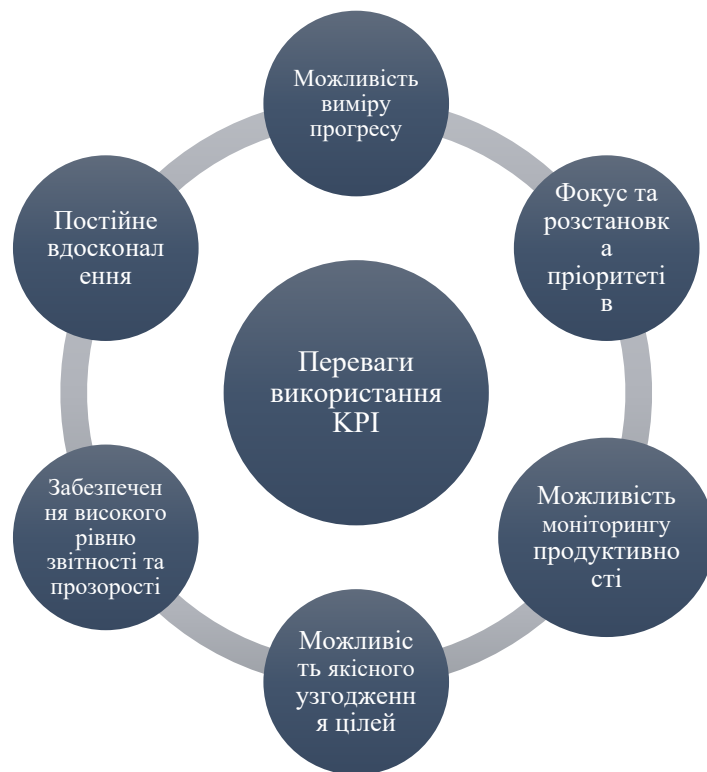 Можливість
виміру
прогресу
Фокус та
розстановк
а
пріоритеті
в
Можливість
моніторингу
продуктивно
сті
Можливіс
ть якісного
узгодженн
я цілей
Забезпечен
ня високого
рівню
звітності та
прозорості
Постійне
вдосконал
ення
Переваги
використання
KPI